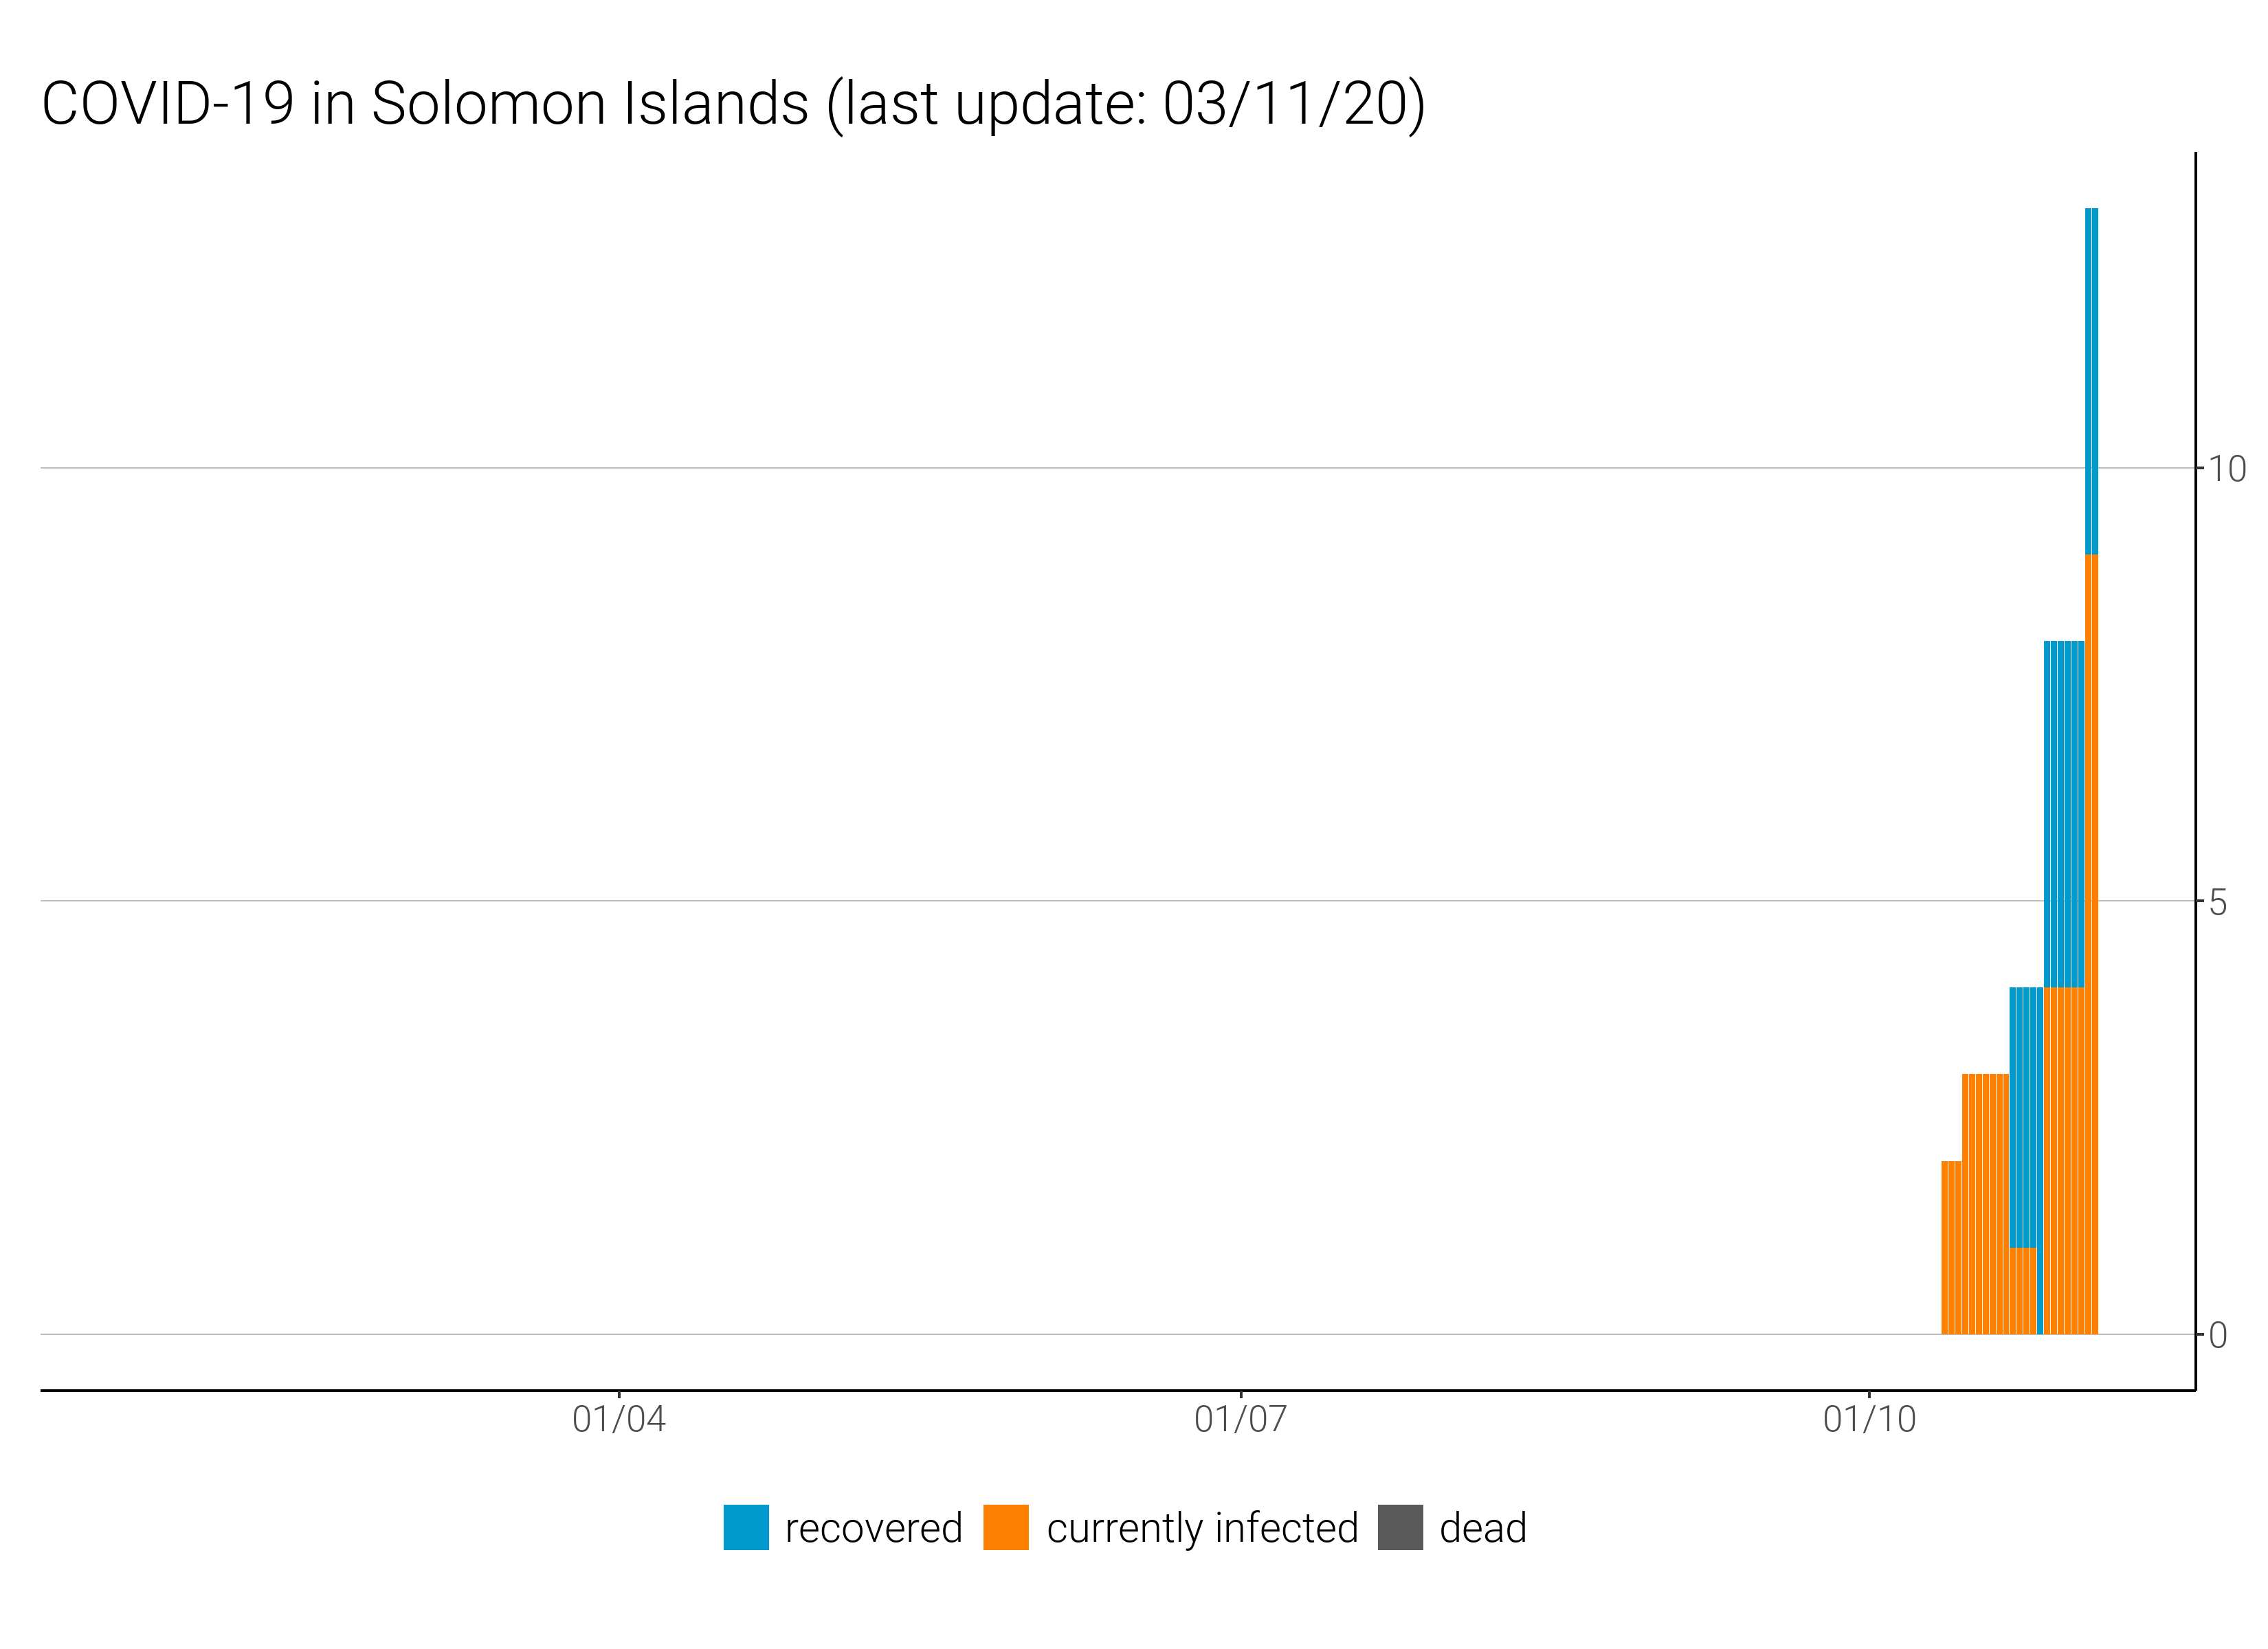 COVID-19 in Solomon Islands (last update: 03/11/20)
10
5
0
01/04 01/07 01/10
recovered currently infected dead